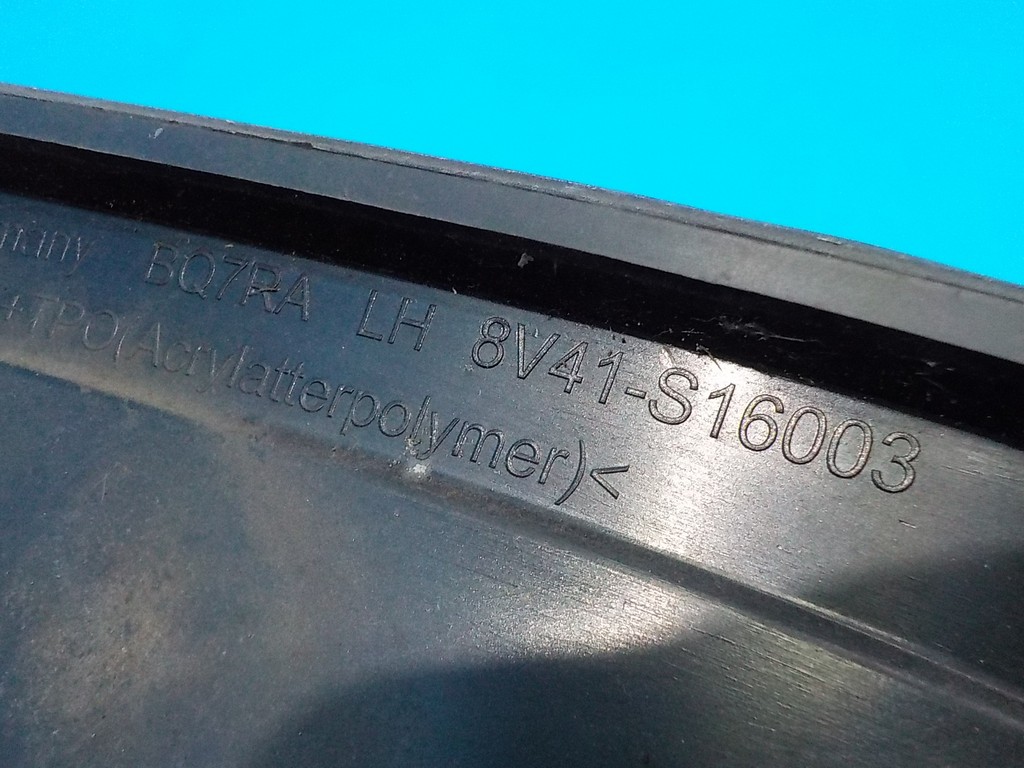 BQ7RA LH 8V41-S16003
+TPO(Acrylatterpolymer)<